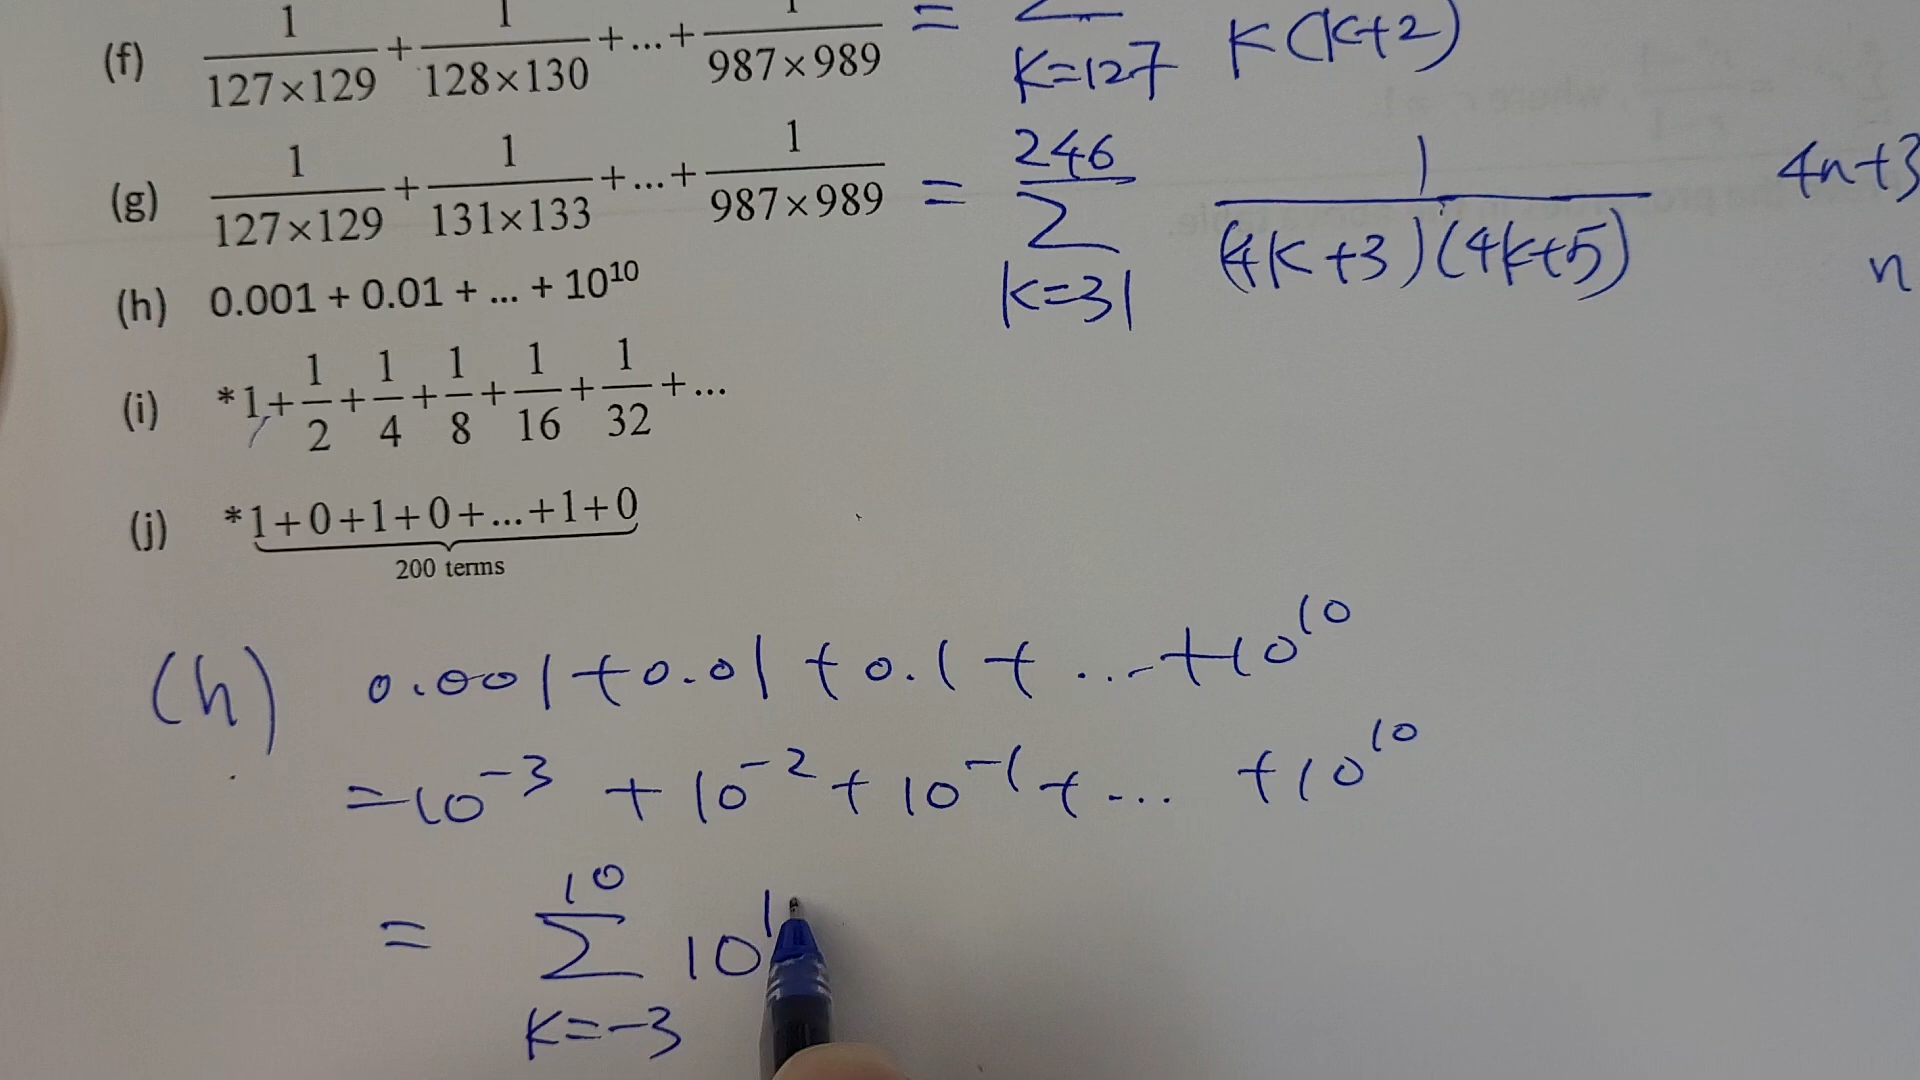 (f) 1/127×129 + 1/128×130 +...+ 1/987×989 = Σ K=127 K(K+2)
(g) 1/127×129 + 1/131×133 +...+ 1/987×989 = 246 Σ K=31 1/(4K+3)(4K+5) 4n+3
n
(h) 0.001 + 0.01 + ... + 10^10
(i) *1+1/2+1/4+1/8+1/16+1/32+...
(j) *1+0+1+0+...+1+0
200 terms
(h) 0.001+0.01+0.1+...+10^10
=10^-3 + 10^-2 + 10^-1 + ... +10^10
= 10 Σ K=-3 10